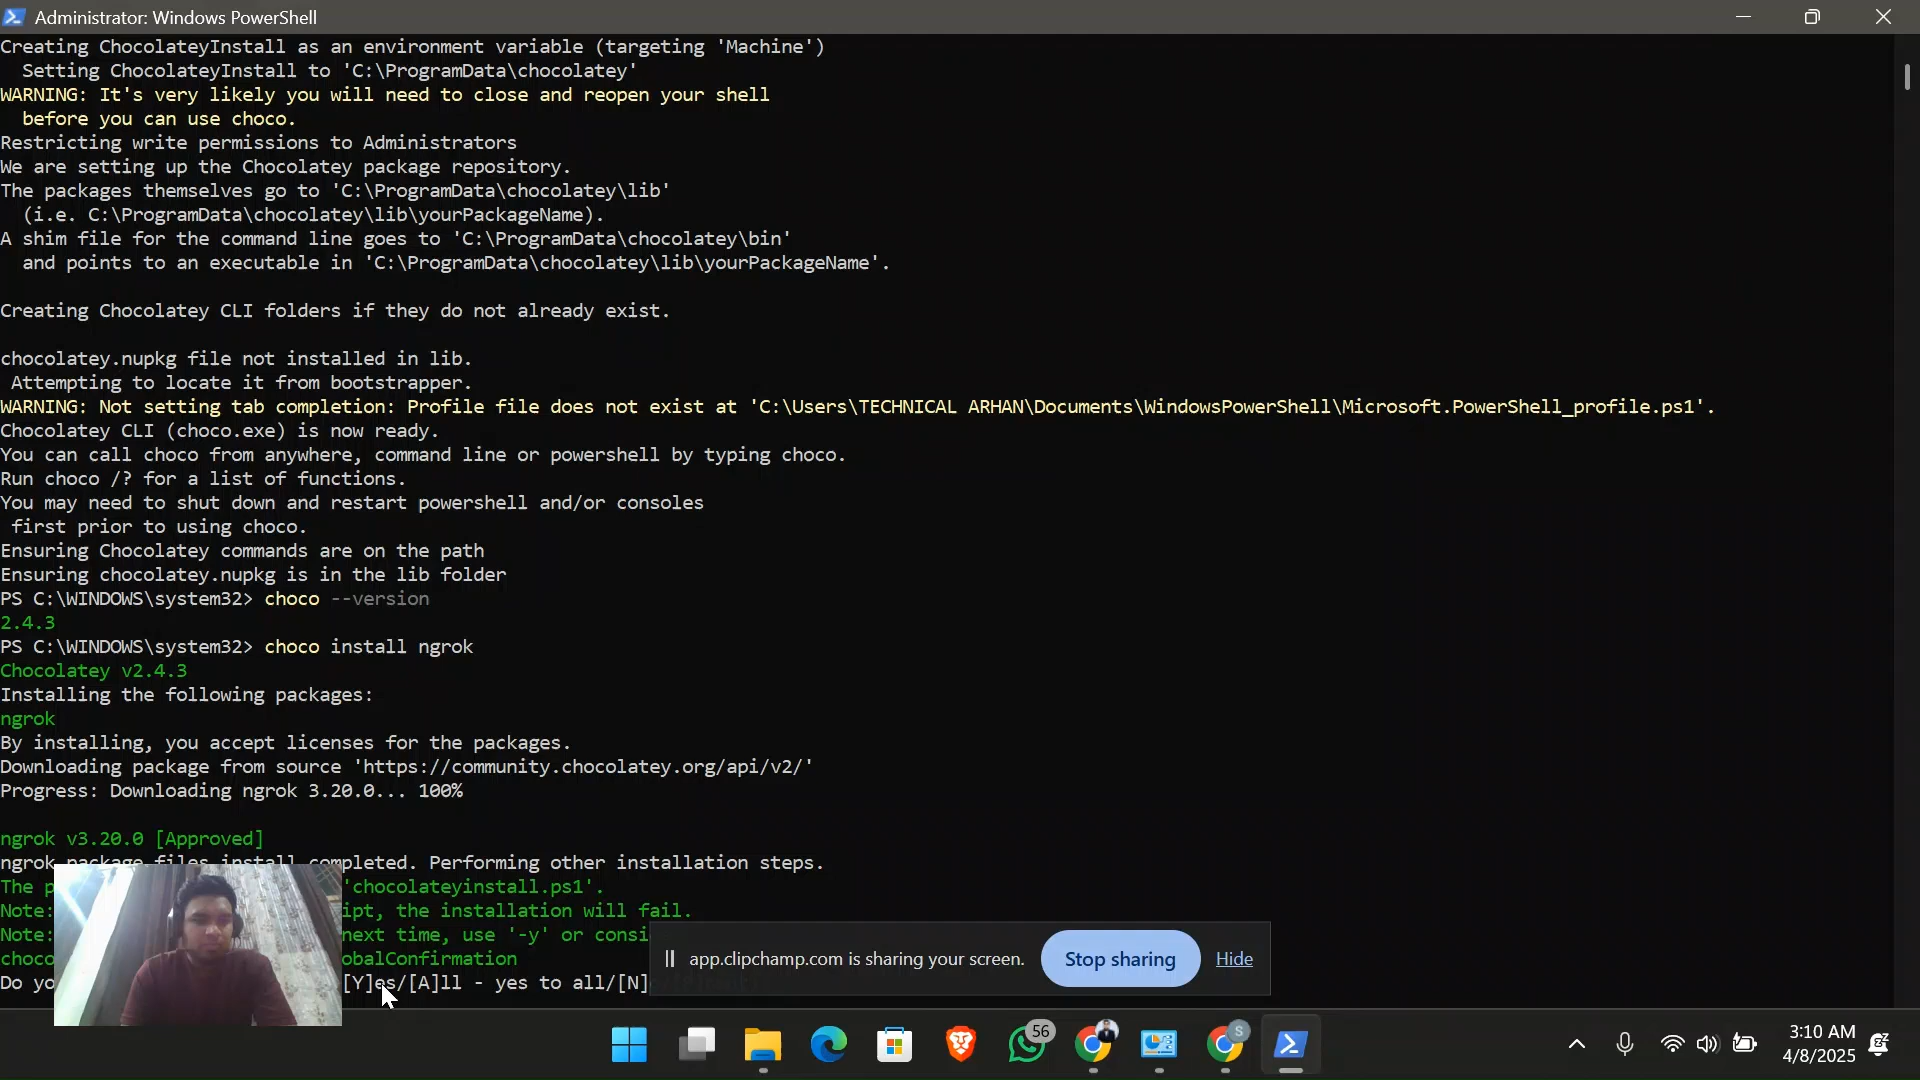 Administrator: Windows PowerShell
Creating ChocolateyInstall as an environment variable (targeting 'Machine')
  Setting ChocolateyInstall to 'C:\ProgramData\chocolatey'
WARNING: It's very likely you will need to close and reopen your shell
  before you can use choco.
Restricting write permissions to Administrators
We are setting up the Chocolatey package repository.
The packages themselves go to 'C:\ProgramData\chocolatey\lib'
  (i.e. C:\ProgramData\chocolatey\lib\yourPackageName).
A shim file for the command line goes to 'C:\ProgramData\chocolatey\bin'
  and points to an executable in 'C:\ProgramData\chocolatey\lib\yourPackageName'.
Creating Chocolatey CLI folders if they do not already exist.
chocolatey.nupkg file not installed in lib.
 Attempting to locate it from bootstrapper.
WARNING: Not setting tab completion: Profile file does not exist at 'C:\Users\TECHNICAL ARHAN\Documents\WindowsPowerShell\Microsoft.PowerShell_profile.ps1'.
Chocolatey CLI (choco.exe) is now ready.
You can call choco from anywhere, command line or powershell by typing choco.
Run choco /? for a list of functions.
You may need to shut down and restart powershell and/or consoles
 first prior to using choco.
Ensuring Chocolatey commands are on the path
Ensuring chocolatey.nupkg is in the lib folder
PS C:\WINDOWS\system32> choco --version
2.4.3
PS C:\WINDOWS\system32> choco install ngrok
Chocolatey v2.4.3
Installing the following packages:
ngrok
By installing, you accept licenses for the packages.
Downloading package from source 'https://community.chocolatey.org/api/v2/'
Progress: Downloading ngrok 3.20.0... 100%
ngrok v3.20.0 [Approved]
ngrok package files install completed. Performing other installation steps.
The p 'chocolateyinstall.ps1'.
Note: ipt, the installation will fail.
Note: next time, use '-y' or consi
choco obalConfirmation
Do yo [Y]es/[A]ll - yes to all/[N]
app.clipchamp.com is sharing your screen.
Stop sharing
Hide
56
S
3:10 AM
4/8/2025